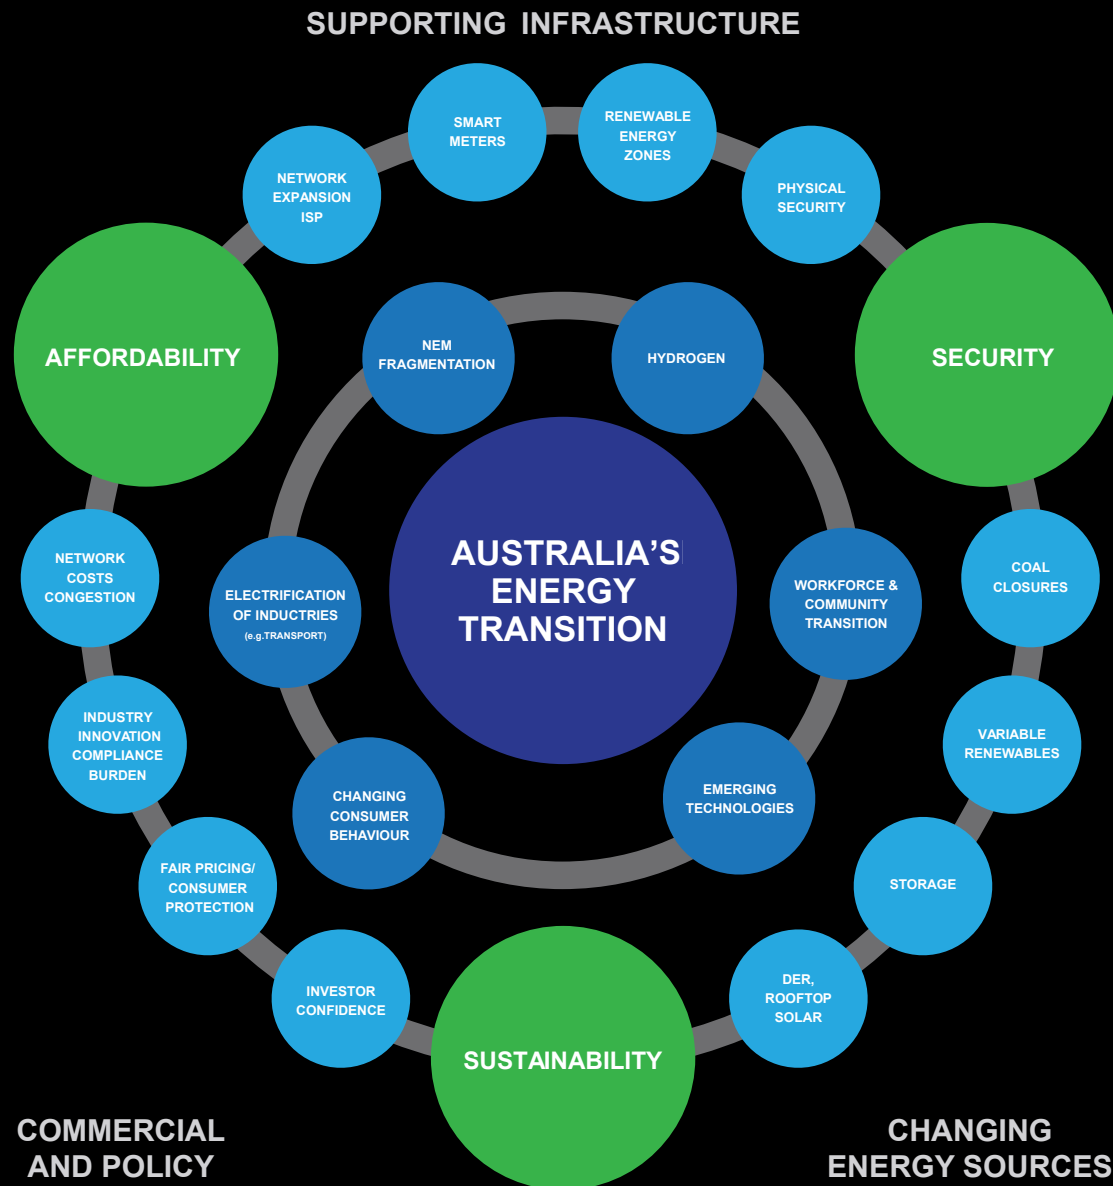 SUPPORTING INFRASTRUCTURE
SMART
METERS
RENEWABLE
ENERGY
ZONES
NETWORK
EXPANSION
ISP
PHYSICAL
SECURITY
AFFORDABILITY
NEM
FRAGMENTATION
HYDROGEN
SECURITY
AUSTRALIA'S
ENERGY
TRANSITION
NETWORK
COSTS
CONGESTION
ELECTRIFICATION
OF INDUCTRIES
(e.g.TRANSPORT)
WORKFORCE &
COMMUNITY
TRANSITION
COAL
CLOSURES
INDUSTRY
INNOVATION
COMPLIANCE
BURDEN
CHANGING
CONSUMER
BEHAVIOUR
EMERGING
TECHNOLOGIES
VARIABLE
RENEWABLES
FAIR PRICING/
CONSUMER
PROTECTION
STORAGE
INVESTOR
CONFIDENCE
SUSTAINABILITY
DER,
ROOFTOP
SOLAR
COMMERCIAL
AND POLICY
CHANGING
ENERGY SOURCES